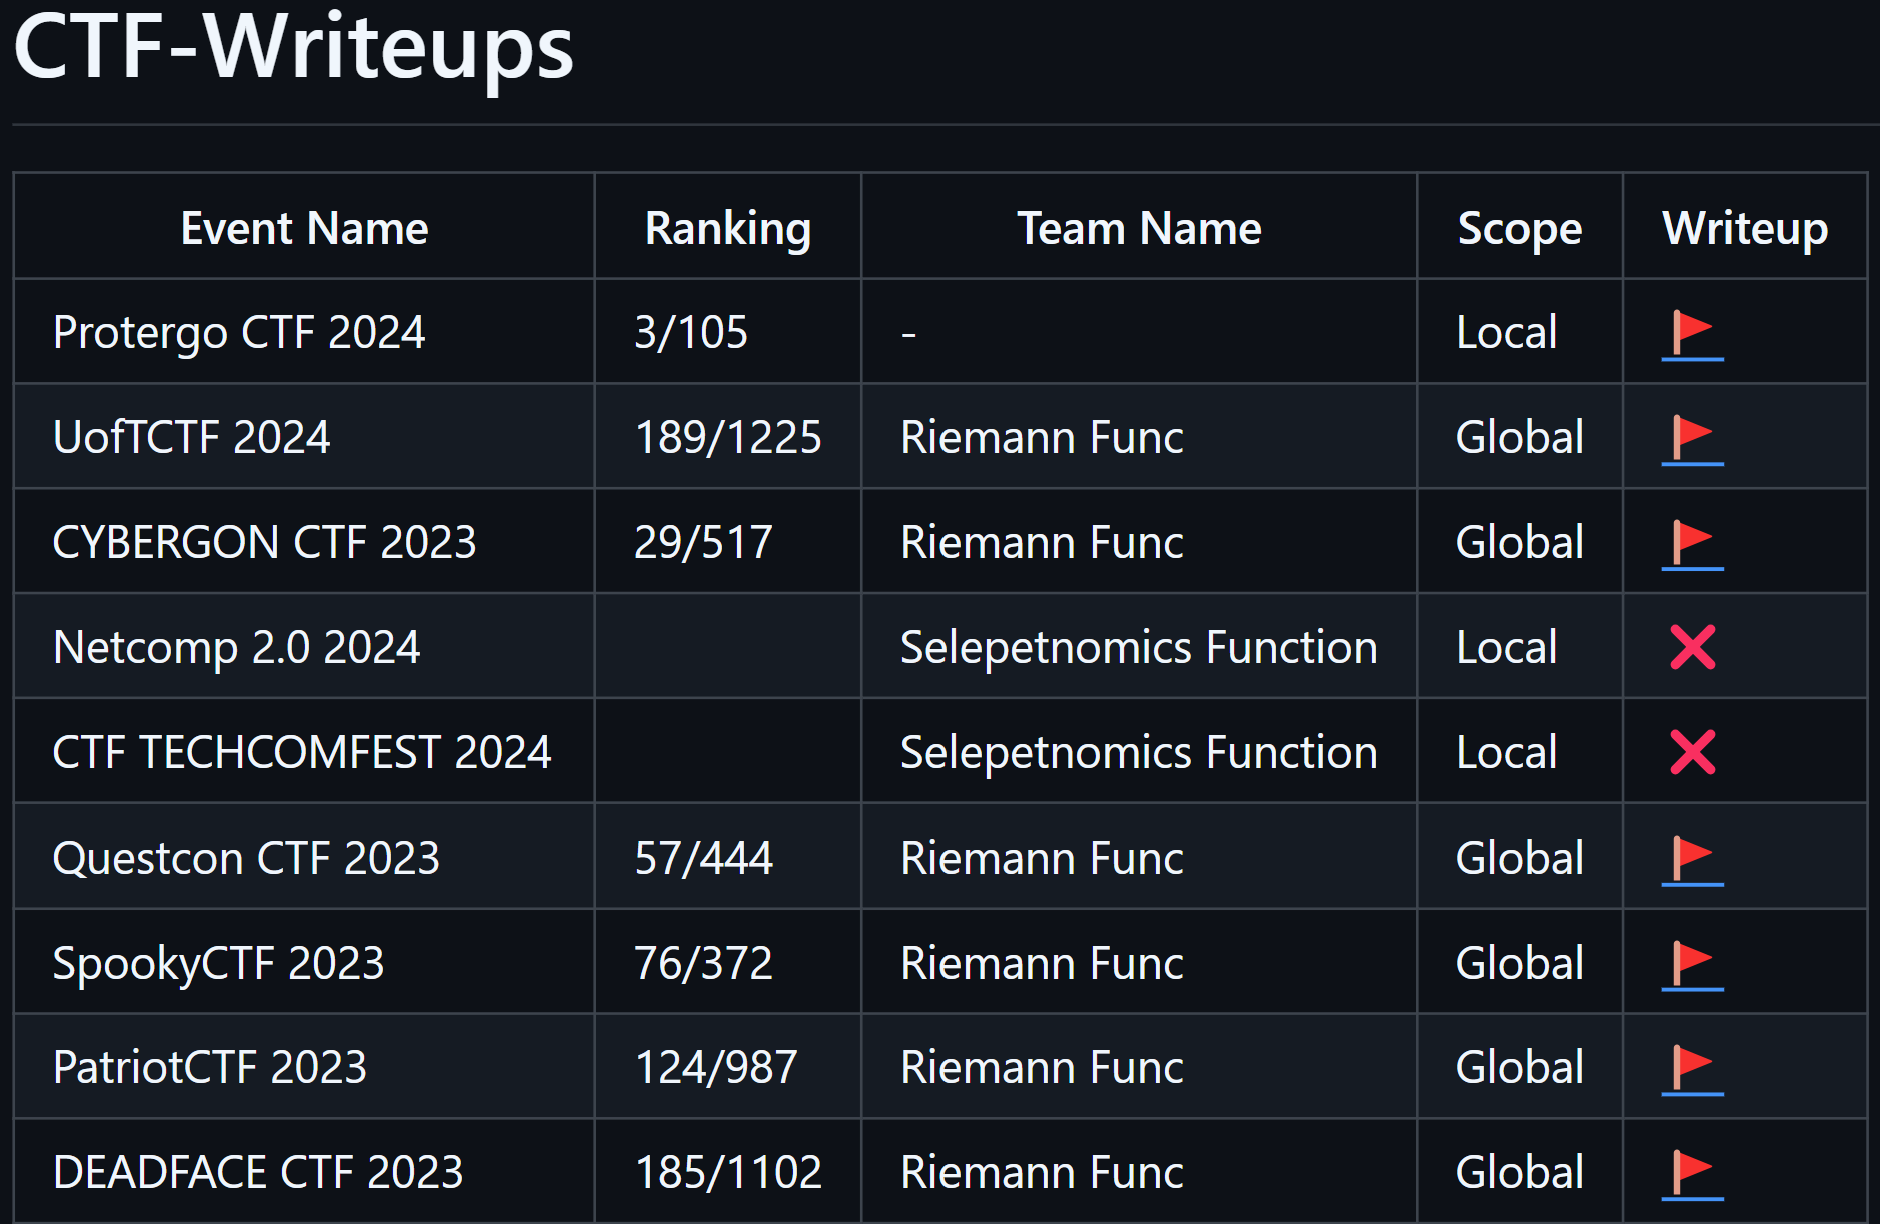 CTF-Writeups
Event Name Ranking Team Name Scope Writeup
Protergo CTF 2024 3/105 - Local
UofTCTF 2024 189/1225 Riemann Func Global
CYBERGON CTF 2023 29/517 Riemann Func Global
Netcomp 2.0 2024 Selepetnomics Function Local
CTF TECHCOMFEST 2024 Selepetnomics Function Local
Questcon CTF 2023 57/444 Riemann Func Global
SpookyCTF 2023 76/372 Riemann Func Global
PatriotCTF 2023 124/987 Riemann Func Global
DEADFACE CTF 2023 185/1102 Riemann Func Global